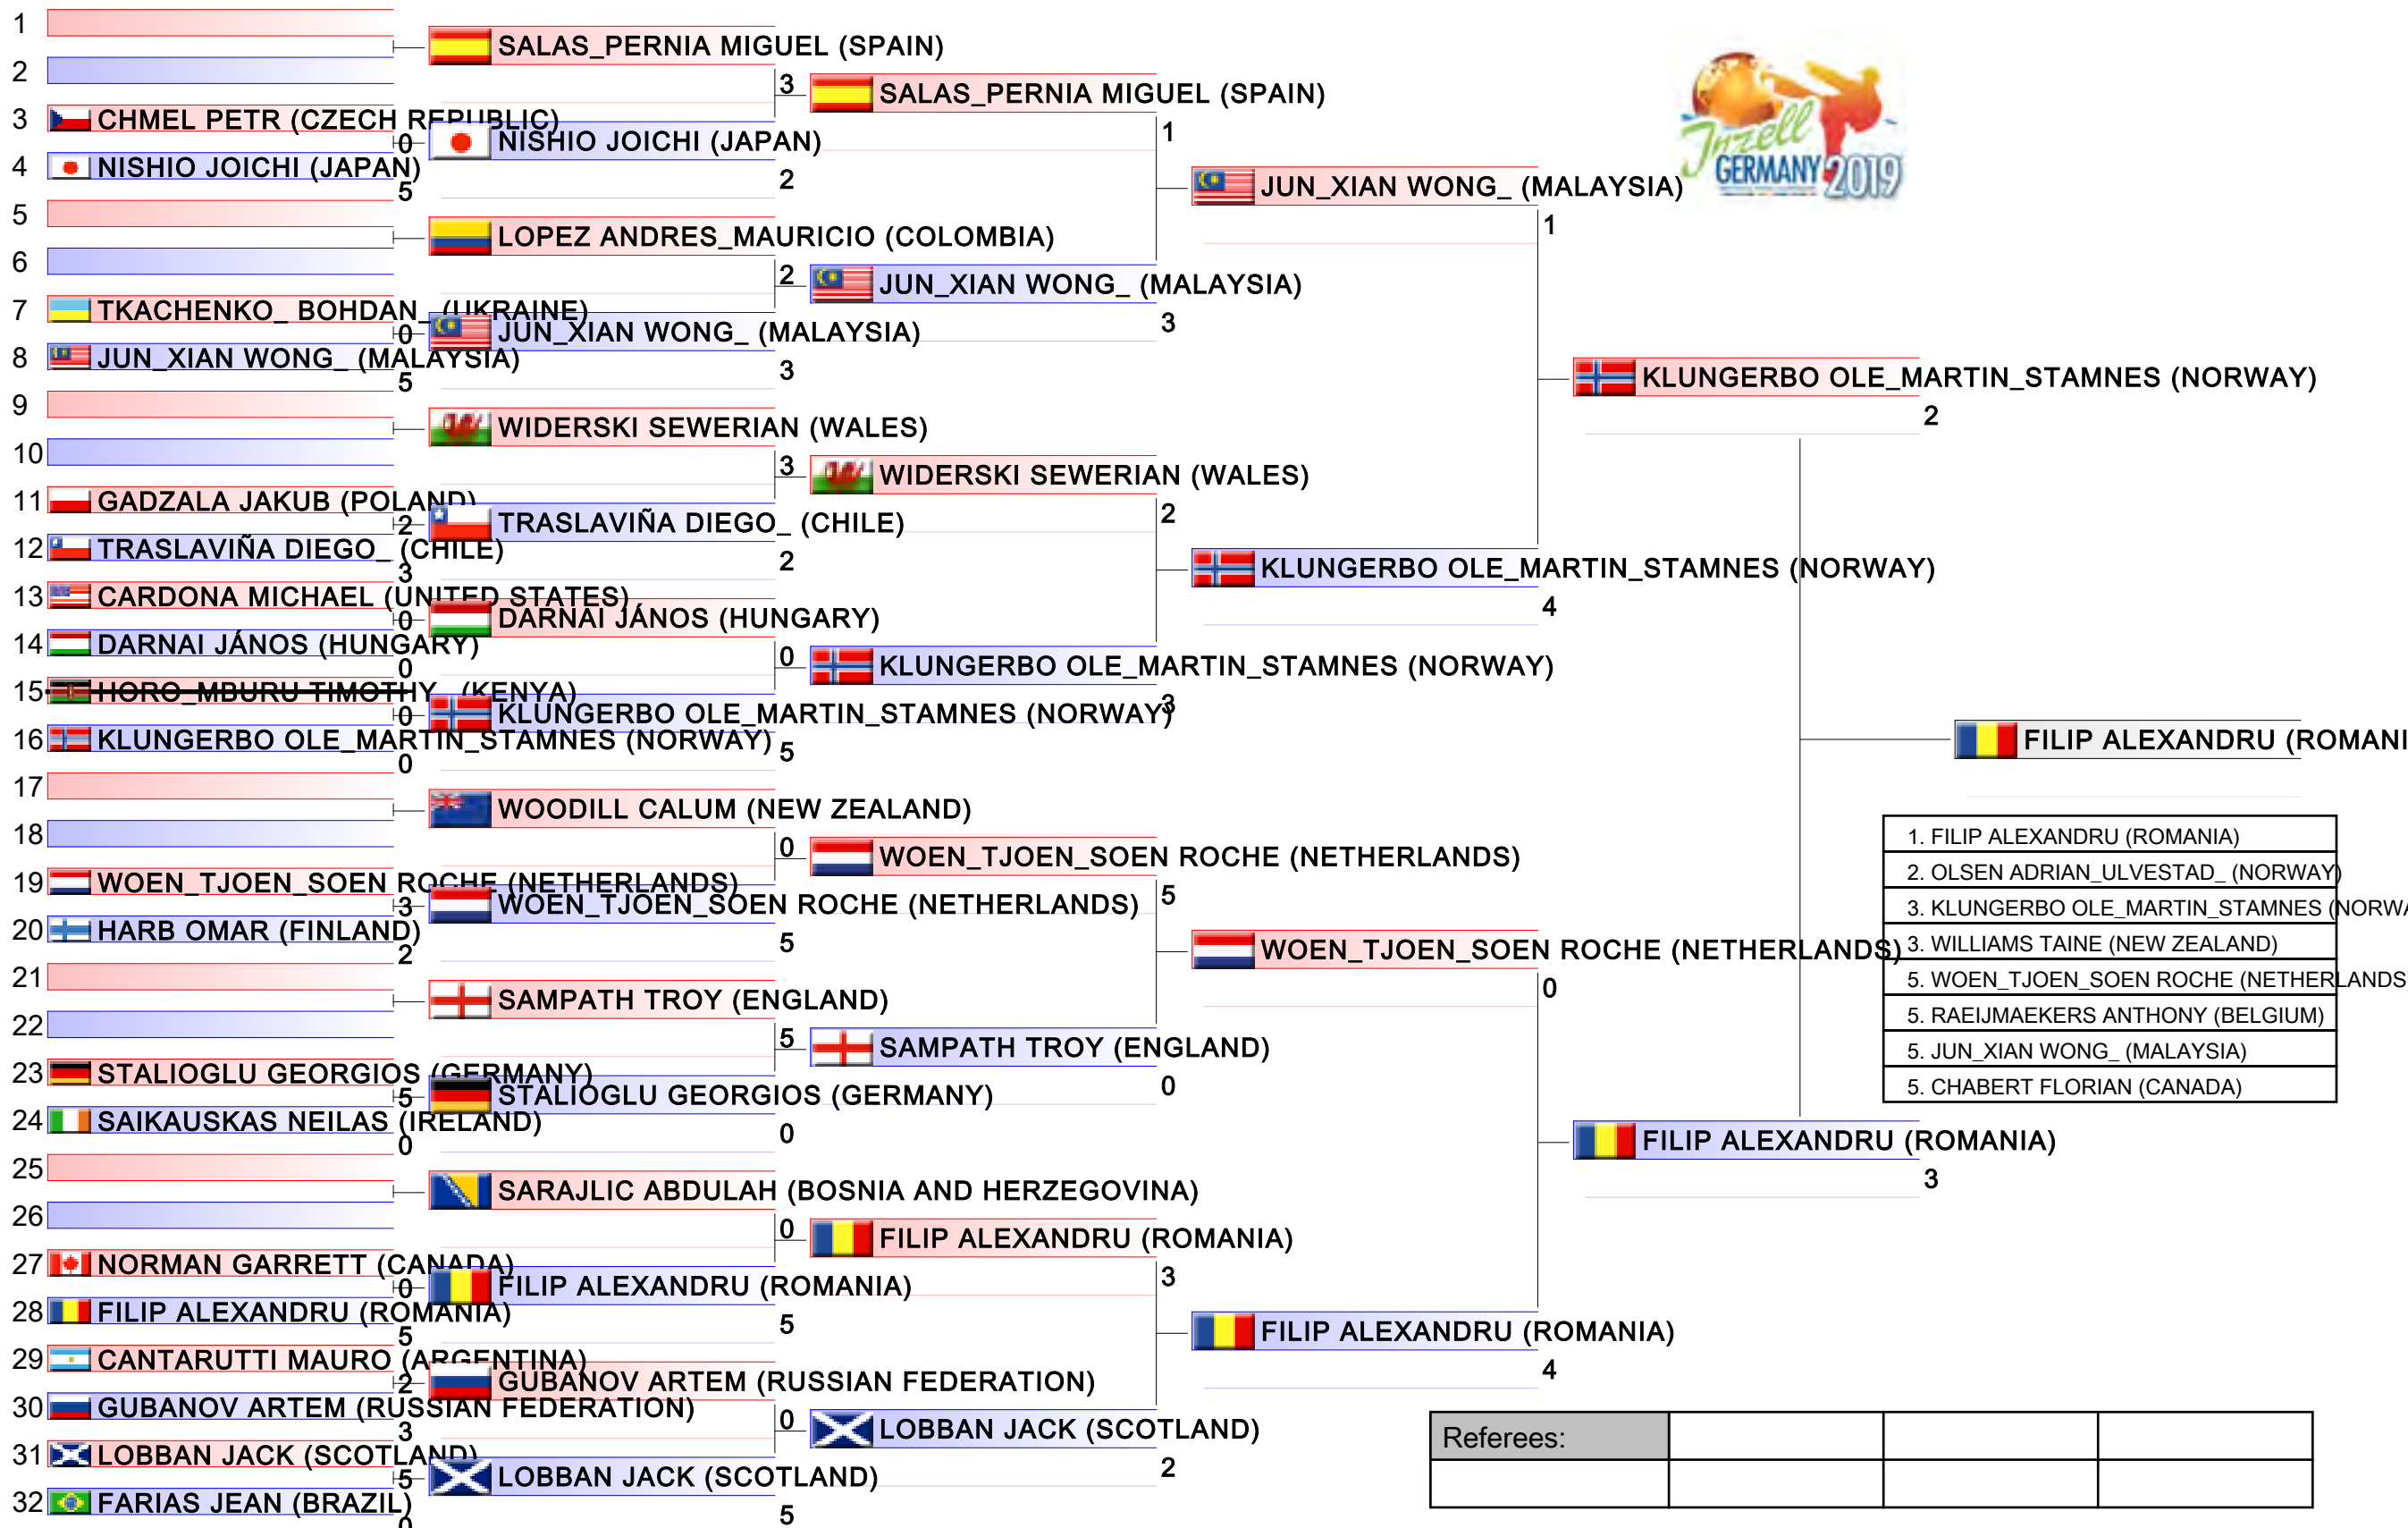 1
2
3 CHMEL PETR (CZECH REPUBLIC)
0
4 NISHIO JOICHI (JAPAN)
5
5
6
7 TKACHENKO_ BOHDAN_ (UKRAINE)
0
8 JUN_XIAN WONG_ (MALAYSIA)
5
9
10
11 GADZALA JAKUB (POLAND)
2
12 TRASLAVIÑA DIEGO_ (CHILE)
3
13 CARDONA MICHAEL (UNITED STATES)
0
14 DARNAI JÁNOS (HUNGARY)
0
15 HORO_MBURU TIMOTHY_ (KENYA)
0
16 KLUNGERBO OLE_MARTIN_STAMNES (NORWAY)
0
17
18
19 WOEN_TJOEN_SOEN ROCHE (NETHERLANDS)
3
20 HARB OMAR (FINLAND)
2
21
22
23 STALIOGLU GEORGIOS (GERMANY)
5
24 SAIKAUSKAS NEILAS (IRELAND)
0
25
26
27 NORMAN GARRETT (CANADA)
0
28 FILIP ALEXANDRU (ROMANIA)
5
29 CANTARUTTI MAURO (ARGENTINA)
2
30 GUBANOV ARTEM (RUSSIAN FEDERATION)
3
31 LOBBAN JACK (SCOTLAND)
5
32 FARIAS JEAN (BRAZIL)
0
SALAS_PERNIA MIGUEL (SPAIN)
3
NISHIO JOICHI (JAPAN)
2
LOPEZ ANDRES_MAURICIO (COLOMBIA)
2
JUN_XIAN WONG_ (MALAYSIA)
3
WIDERSKI SEWERIAN (WALES)
3
TRASLAVIÑA DIEGO_ (CHILE)
2
DARNAI JÁNOS (HUNGARY)
0
KLUNGERBO OLE_MARTIN_STAMNES (NORWAY)
5
WOODILL CALUM (NEW ZEALAND)
0
WOEN_TJOEN_SOEN ROCHE (NETHERLANDS)
5
SAMPATH TROY (ENGLAND)
5
STALIOGLU GEORGIOS (GERMANY)
0
SARAJLIC ABDULAH (BOSNIA AND HERZEGOVINA)
0
FILIP ALEXANDRU (ROMANIA)
5
GUBANOV ARTEM (RUSSIAN FEDERATION)
0
LOBBAN JACK (SCOTLAND)
5
SALAS_PERNIA MIGUEL (SPAIN)
1
JUN_XIAN WONG_ (MALAYSIA)
3
WIDERSKI SEWERIAN (WALES)
2
KLUNGERBO OLE_MARTIN_STAMNES (NORWAY)
3
WOEN_TJOEN_SOEN ROCHE (NETHERLANDS)
5
SAMPATH TROY (ENGLAND)
0
FILIP ALEXANDRU (ROMANIA)
3
LOBBAN JACK (SCOTLAND)
2
JUN_XIAN WONG_ (MALAYSIA)
1
KLUNGERBO OLE_MARTIN_STAMNES (NORWAY)
4
WOEN_TJOEN_SOEN ROCHE (NETHERLANDS)
0
FILIP ALEXANDRU (ROMANIA)
4
KLUNGERBO OLE_MARTIN_STAMNES (NORWAY)
2
FILIP ALEXANDRU (ROMANIA)
3
FILIP ALEXANDRU (ROMANI
Inzell
GERMANY 2019
1. FILIP ALEXANDRU (ROMANIA)
2. OLSEN ADRIAN_ULVESTAD_ (NORWAY)
3. KLUNGERBO OLE_MARTIN_STAMNES (NORWA
3. WILLIAMS TAINE (NEW ZEALAND)
5. WOEN_TJOEN_SOEN ROCHE (NETHERLANDS
5. RAEIJMAEKERS ANTHONY (BELGIUM)
5. JUN_XIAN WONG_ (MALAYSIA)
5. CHABERT FLORIAN (CANADA)
Referees: